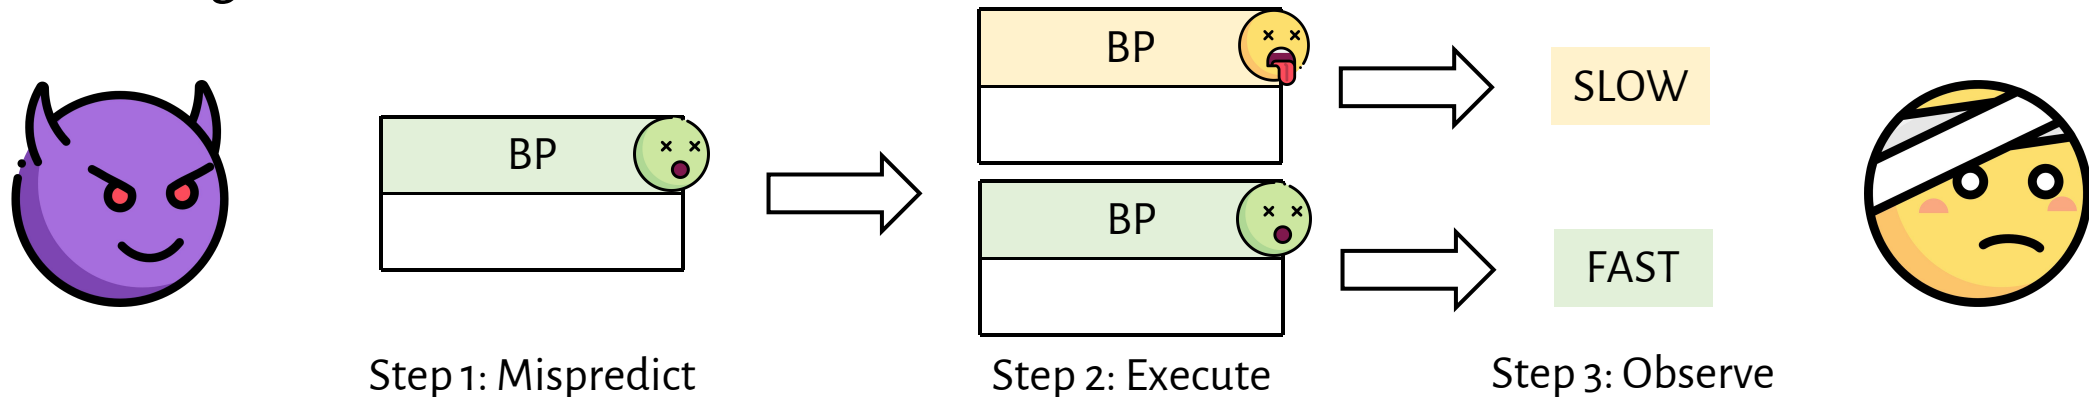 BP
Step 1: Mispredict
BP
BP
Step 2: Execute
SLOW
FAST
Step 3: Observe